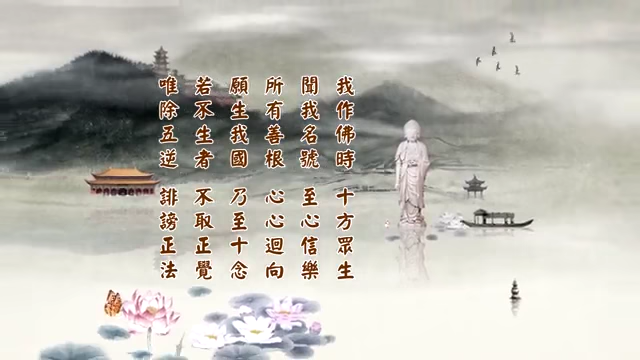 我作佛時 十方眾生
聞我名號 至心信樂
所有善根 心心迴向
願生我國 乃至十念
若不生者 不取正覺
唯除五逆 誹謗正法